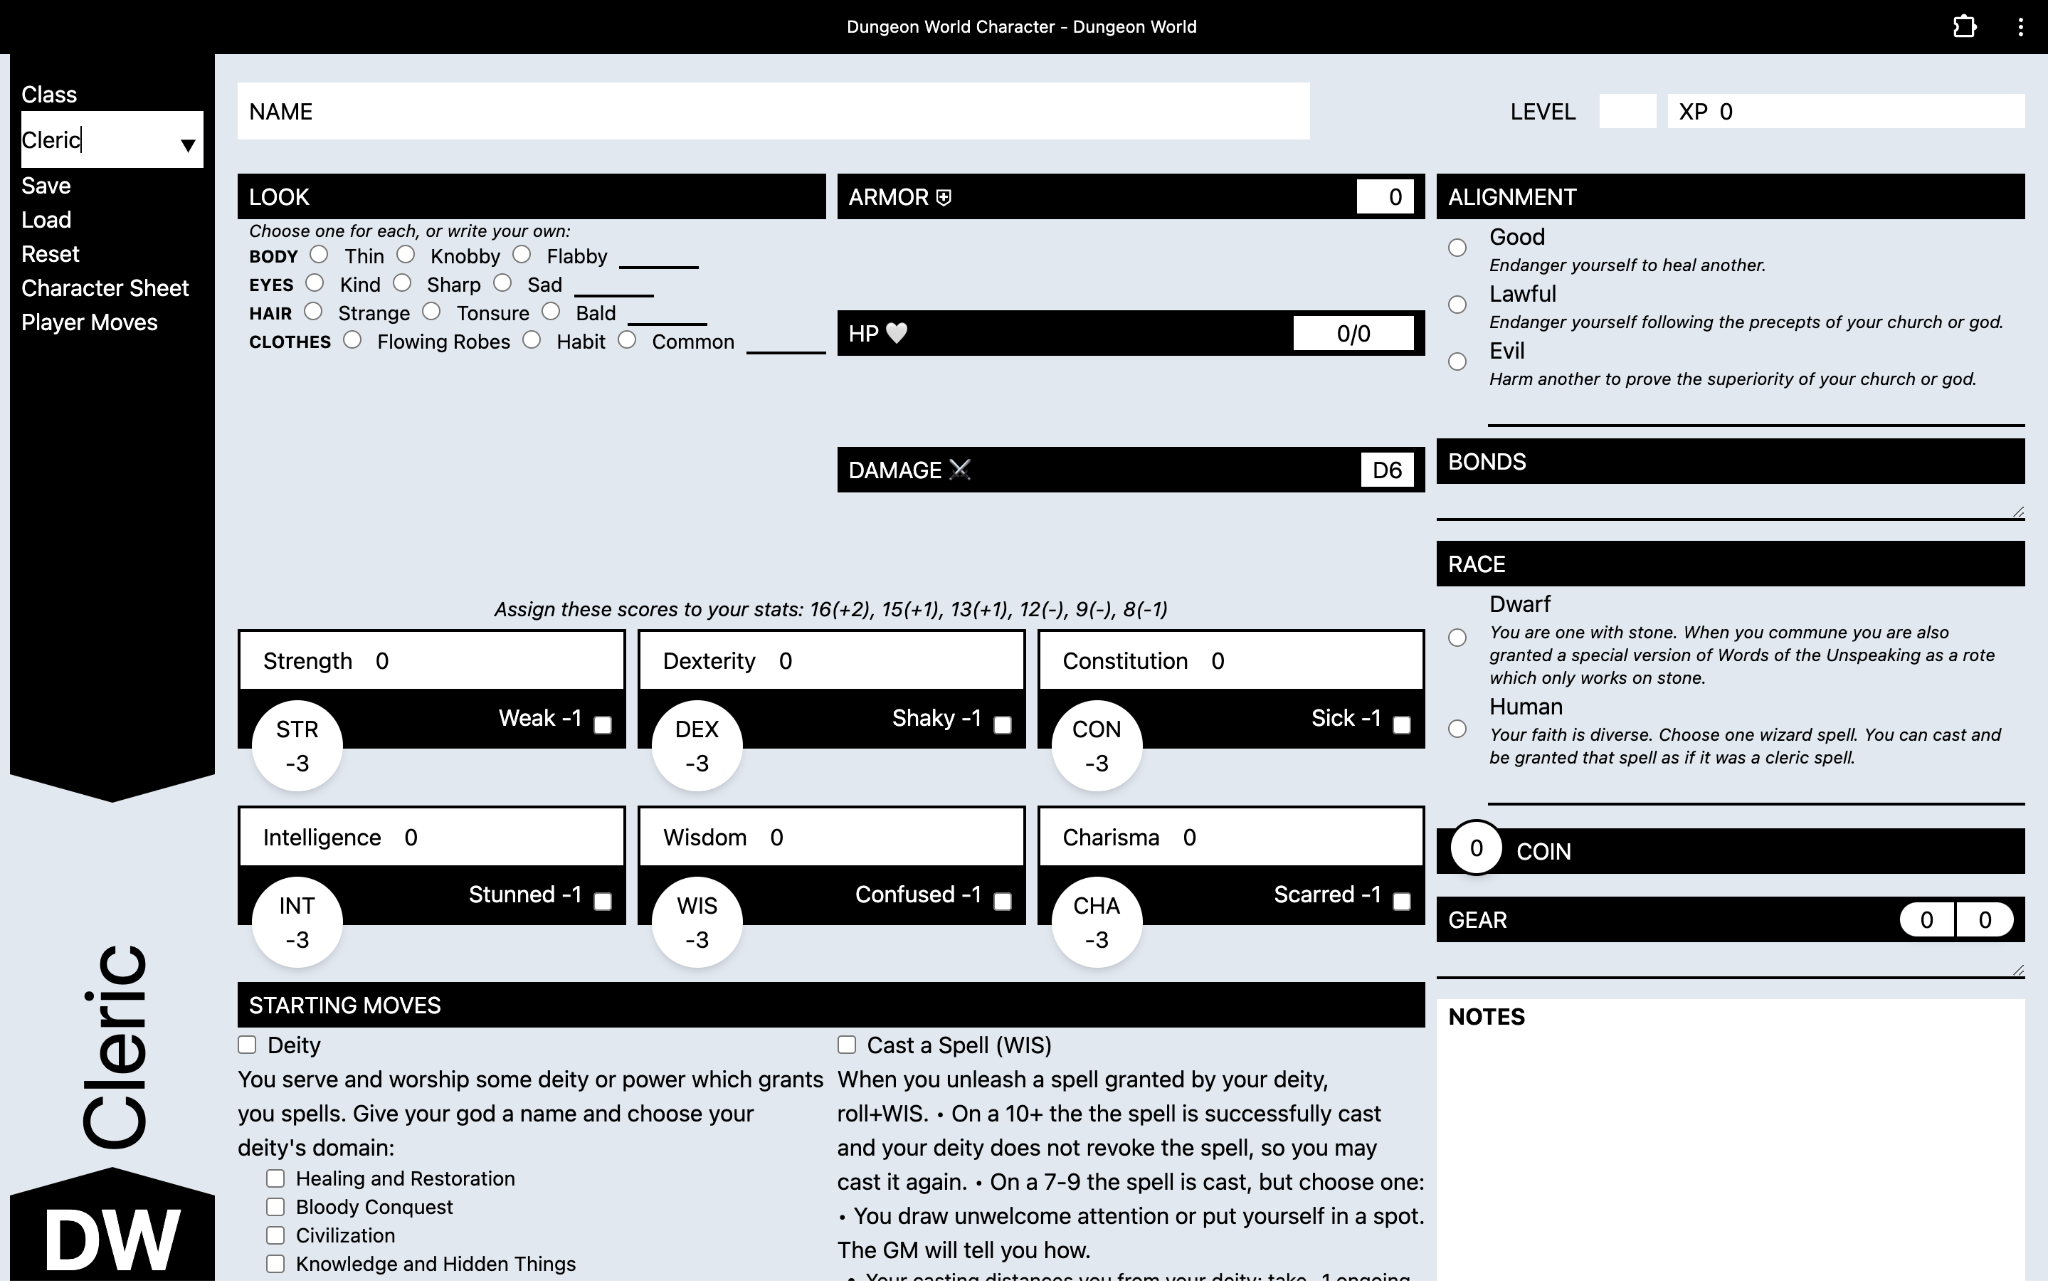 Dungeon World Character - Dungeon World
Class
Cleric
Save
Load
Reset
Character Sheet
Player Moves
Cleric
DW
NAME
LEVEL
XP 0
LOOK
Choose one for each, or write your own:
BODY Thin Knobby Flabby
EYES Kind Sharp Sad
HAIR Strange Tonsure Bald
CLOTHES Flowing Robes Habit Common
ARMOR 0
HP 0/0
DAMAGE D6
Assign these scores to your stats: 16(+2), 15(+1), 13(+1), 12(-), 9(-), 8(-1)
Strength 0
Weak -1
STR
-3
Dexterity 0
Shaky -1
DEX
-3
Constitution 0
Sick -1
CON
-3
Intelligence 0
Stunned -1
INT
-3
Wisdom 0
Confused -1
WIS
-3
Charisma 0
Scarred -1
CHA
-3
STARTING MOVES
Deity
You serve and worship some deity or power which grants
you spells. Give your god a name and choose your
deity's domain:
Healing and Restoration
Bloody Conquest
Civilization
Knowledge and Hidden Things
Cast a Spell (WIS)
When you unleash a spell granted by your deity,
roll+WIS. • On a 10+ the the spell is successfully cast
and your deity does not revoke the spell, so you may
cast it again. • On a 7-9 the spell is cast, but choose one:
• You draw unwelcome attention or put yourself in a spot.
The GM will tell you how.
• Your casting distances you from your deity: take -1 ongoing
ALIGNMENT
Good
Endanger yourself to heal another.
Lawful
Endanger yourself following the precepts of your church or god.
Evil
Harm another to prove the superiority of your church or god.
BONDS
RACE
Dwarf
You are one with stone. When you commune you are also
granted a special version of Words of the Unspeaking as a rote
which only works on stone.
Human
Your faith is diverse. Choose one wizard spell. You can cast and
be granted that spell as if it was a cleric spell.
0 COIN
GEAR 0 0
NOTES